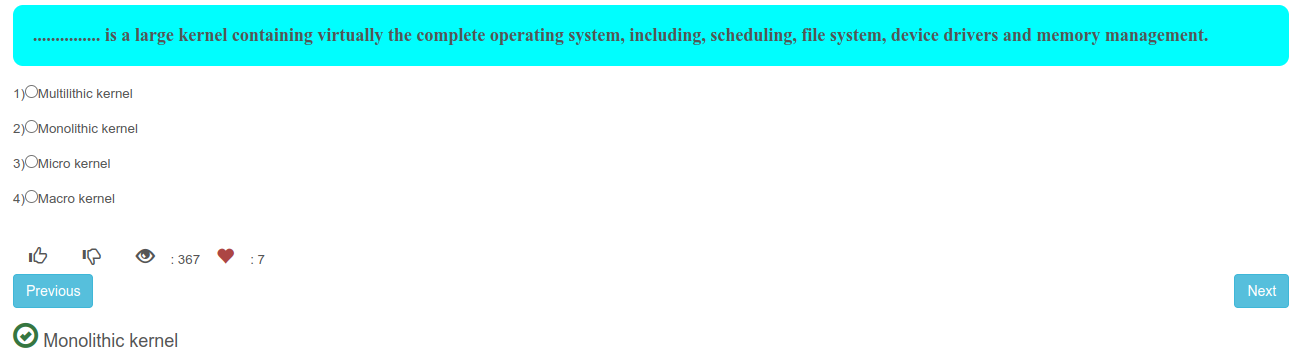 ............... is a large kernel containing virtually the complete operating system, including, scheduling, file system, device drivers and memory management.
1)Multilithic kernel
2)Monolithic kernel
3)Micro kernel
4)Macro kernel
: 367 : 7
Previous Next
Monolithic kernel